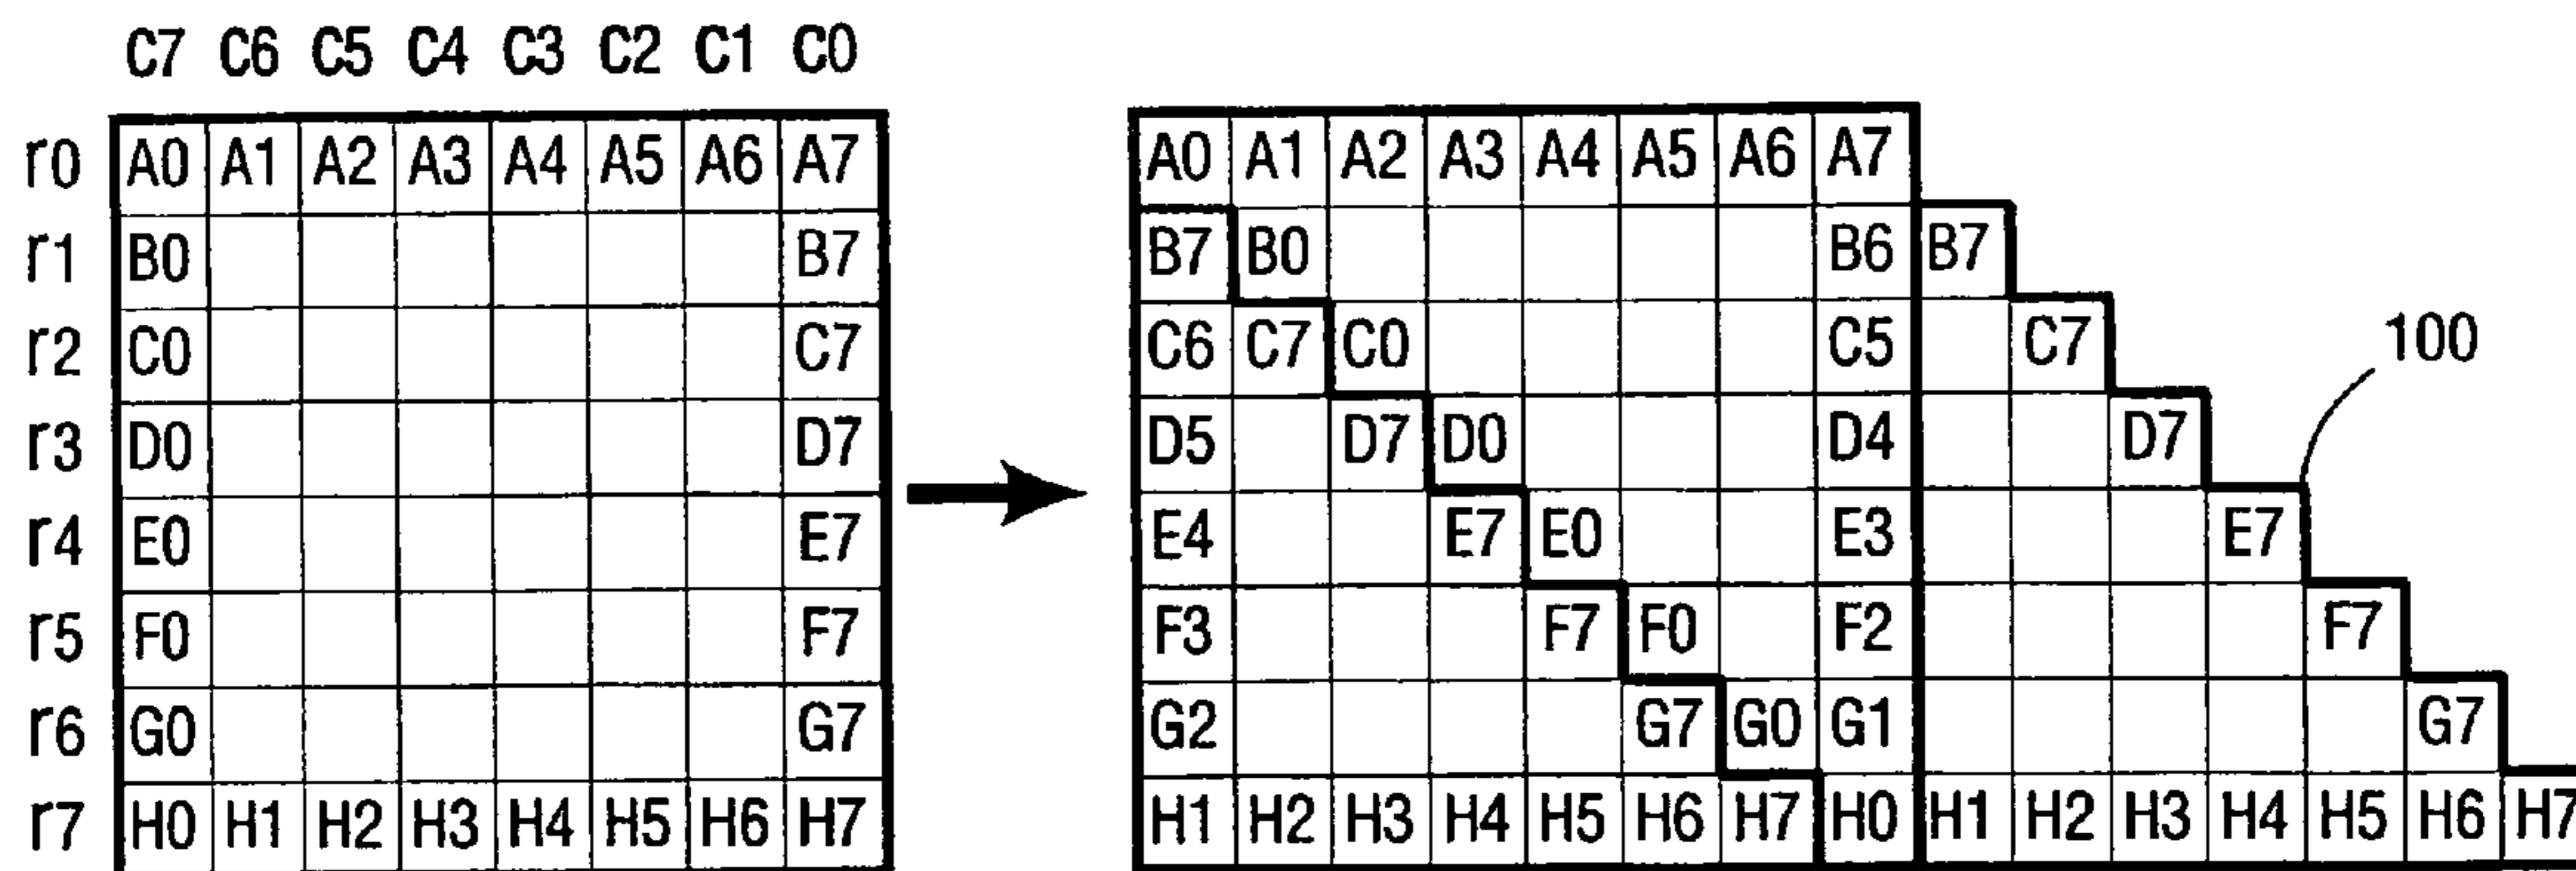 C7 C6 C5 C4 C3 C2 C1 C0
r0 A0 A1 A2 A3 A4 A5 A6 A7 A0 A1 A2 A3 A4 A5 A6 A7
r1 B0 B7 B7 B0 B6 B7
r2 C0 C7 C6 C7 C0 C5 C7
100
r3 D0 D7 D5 D7 D0 D4 D7
r4 E0 E7 E4 E7 E0 E3 E7
r5 F0 F7 F3 F7 F0 F2 F7
r6 G0 G7 G2 G7 G0 G1 G7
r7 H0 H1 H2 H3 H4 H5 H6 H7 H1 H2 H3 H4 H5 H6 H7 H0 H1 H2 H3 H4 H5 H6 H7